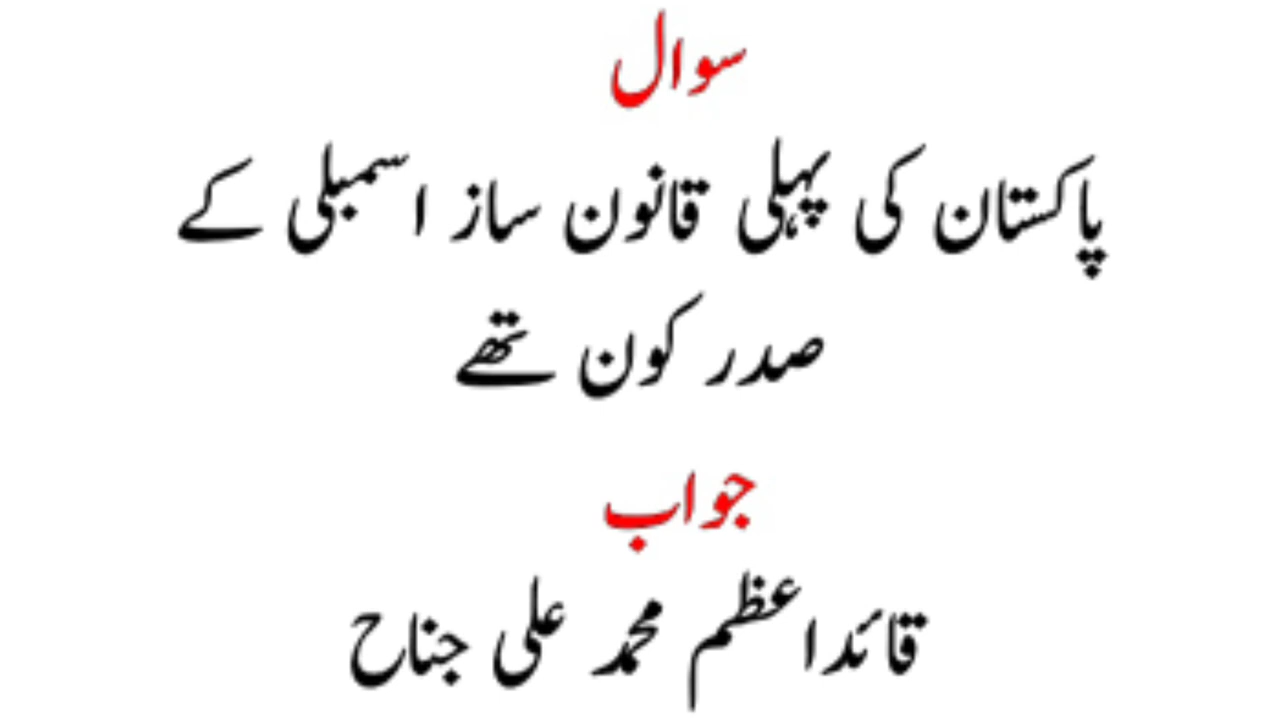 سوال
پاکستان کی پہلی قانون ساز اسمبلی کے
صدر کون تھے
جواب
قائداعظم محمد علی جناح